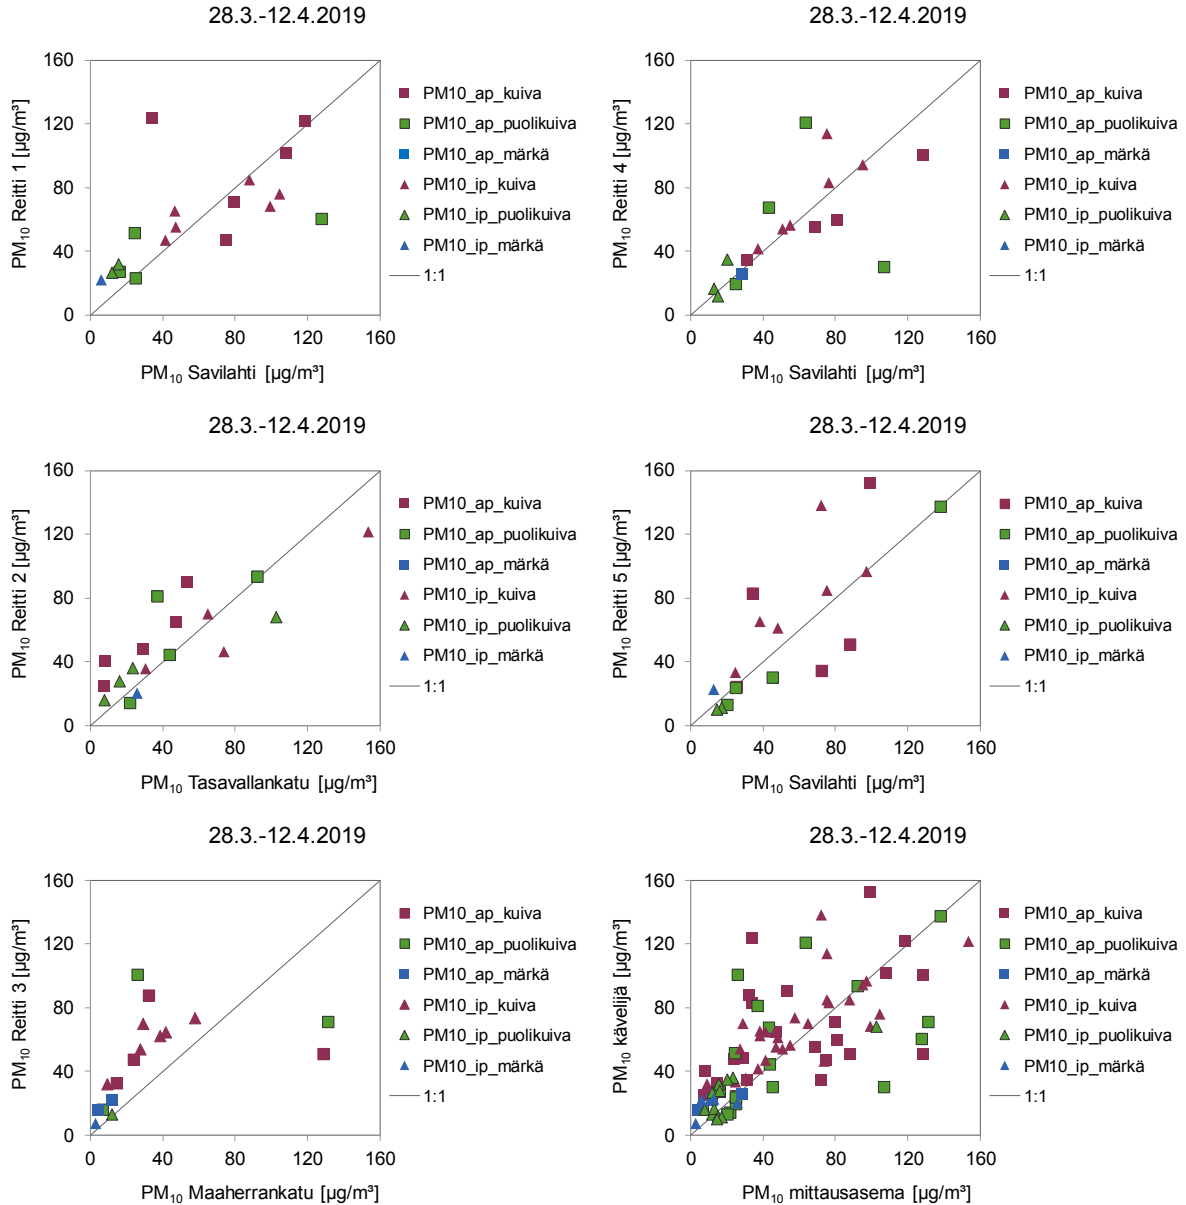 28.3.-12.4.2019
160
120
80
40
0
0 40 80 120 160
PM₁₀ Reitti 1 [µg/m³]
PM₁₀ Savilahti [µg/m³]
PM10_ap_kuiva
PM10_ap_puolikuiva
PM10_ap_märkä
PM10_ip_kuiva
PM10_ip_puolikuiva
PM10_ip_märkä
1:1
28.3.-12.4.2019
160
120
80
40
0
0 40 80 120 160
PM₁₀ Reitti 4 [µg/m³]
PM₁₀ Savilahti [µg/m³]
PM10_ap_kuiva
PM10_ap_puolikuiva
PM10_ap_märkä
PM10_ip_kuiva
PM10_ip_puolikuiva
PM10_ip_märkä
1:1
28.3.-12.4.2019
160
120
80
40
0
0 40 80 120 160
PM₁₀ Reitti 2 [µg/m³]
PM₁₀ Tasavallankatu [µg/m³]
PM10_ap_kuiva
PM10_ap_puolikuiva
PM10_ap_märkä
PM10_ip_kuiva
PM10_ip_puolikuiva
PM10_ip_märkä
1:1
28.3.-12.4.2019
160
120
80
40
0
0 40 80 120 160
PM₁₀ Reitti 5 [µg/m³]
PM₁₀ Savilahti [µg/m³]
PM10_ap_kuiva
PM10_ap_puolikuiva
PM10_ap_märkä
PM10_ip_kuiva
PM10_ip_puolikuiva
PM10_ip_märkä
1:1
28.3.-12.4.2019
160
120
80
40
0
0 40 80 120 160
PM₁₀ Reitti 3 [µg/m³]
PM₁₀ Maaherrankatu [µg/m³]
PM10_ap_kuiva
PM10_ap_puolikuiva
PM10_ap_märkä
PM10_ip_kuiva
PM10_ip_puolikuiva
PM10_ip_märkä
1:1
28.3.-12.4.2019
160
120
80
40
0
0 40 80 120 160
PM₁₀ kävelijä [µg/m³]
PM₁₀ mittausasema [µg/m³]
PM10_ap_kuiva
PM10_ap_puolikuiva
PM10_ap_märkä
PM10_ip_kuiva
PM10_ip_puolikuiva
PM10_ip_märkä
1:1